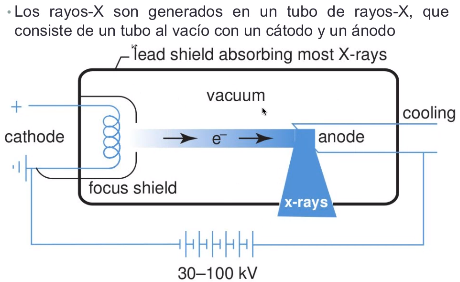 • Los rayos-X son generados en un tubo de rayos-X, que
consiste de un tubo al vacío con un cátodo y un ánodo
lead shield absorbing most X-rays
vacuum
+
cooling
cathode
e⁻
anode
focus shield
x-rays
30–100 kV